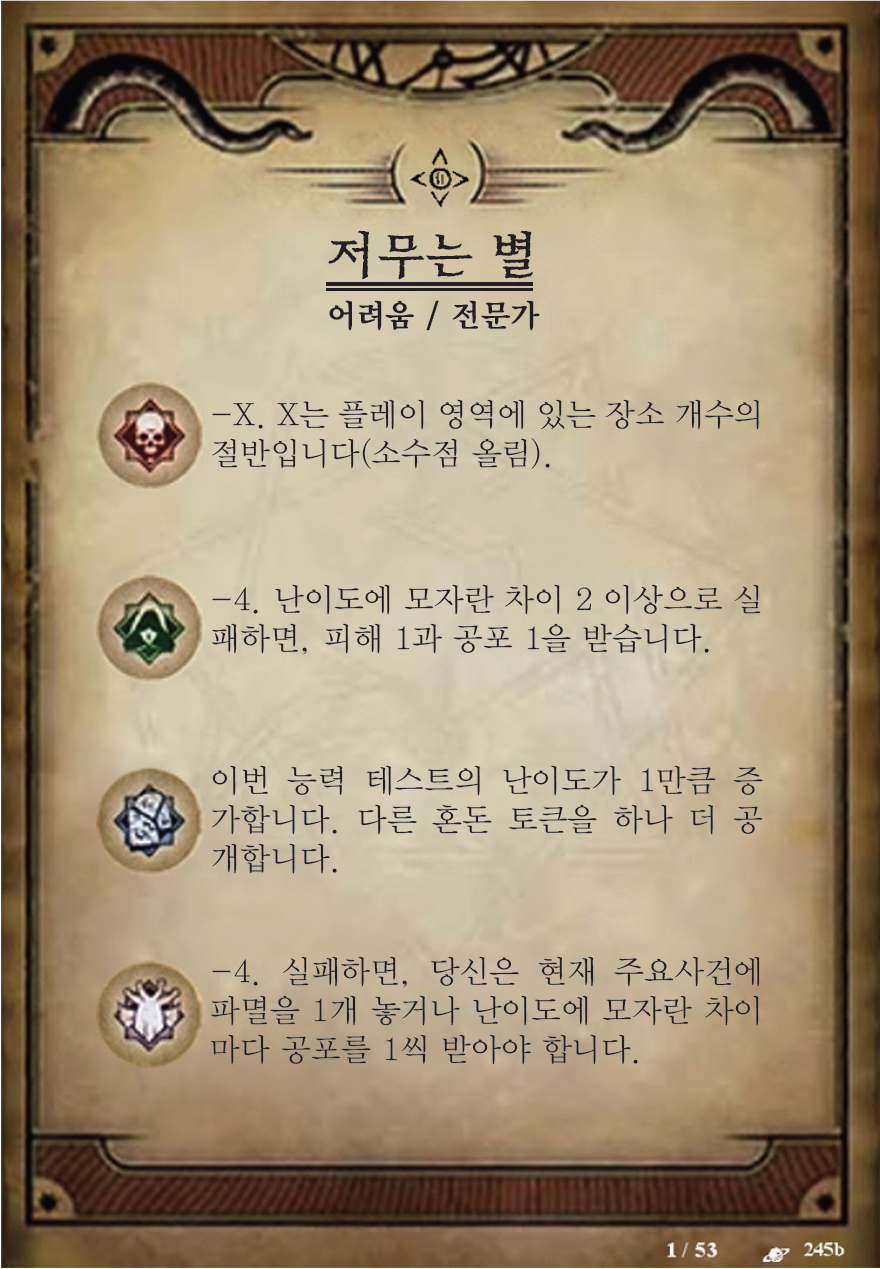 저무는 별
어려움 / 전문가
-X. X는 플레이 영역에 있는 장소 개수의
절반입니다(소수점 올림).
-4. 난이도에 모자란 차이 2 이상으로 실
패하면, 피해 1과 공포 1을 받습니다.
이번 능력 테스트의 난이도가 1만큼 증
가합니다. 다른 혼돈 토큰을 하나 더 공
개합니다.
-4. 실패하면, 당신은 현재 주요사건에
파멸을 1개 놓거나 난이도에 모자란 차이
마다 공포를 1씩 받아야 합니다.
1 / 53 245b